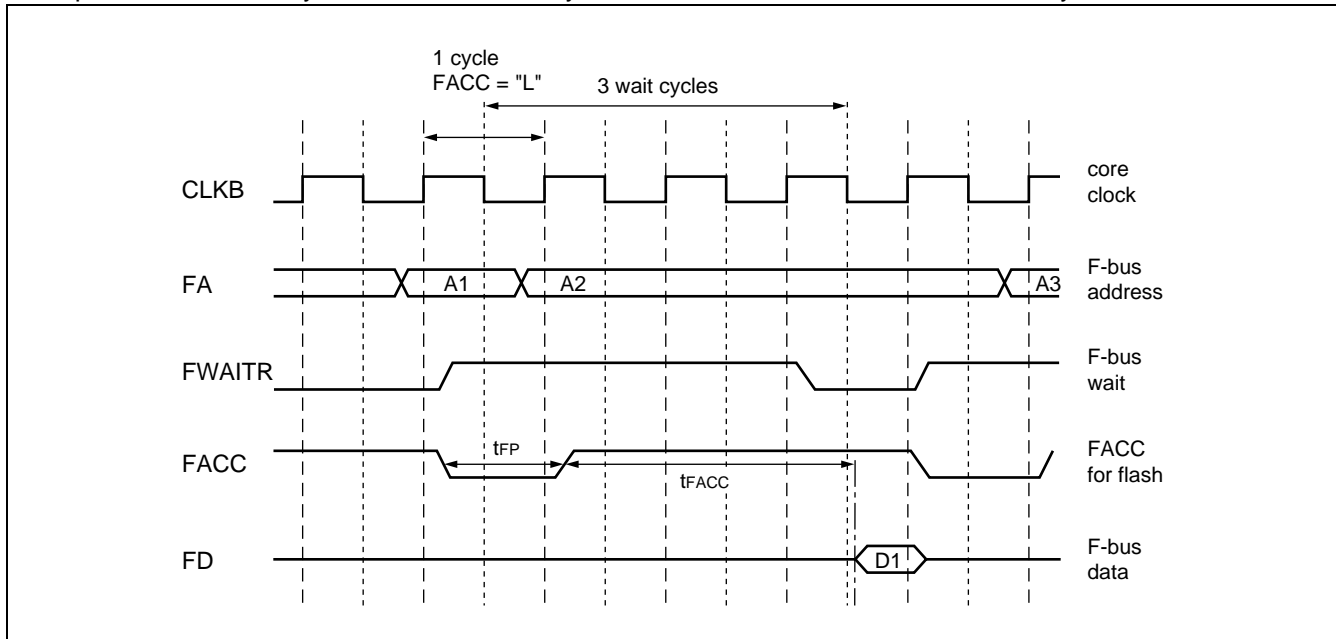 1 cycle
FACC = "L"
3 wait cycles
CLKB
core
clock
FA
A1
A2
A3
F-bus
address
FWAITR
F-bus
wait
FACC
tFP
tFACC
FACC
for flash
FD
D1
F-bus
data